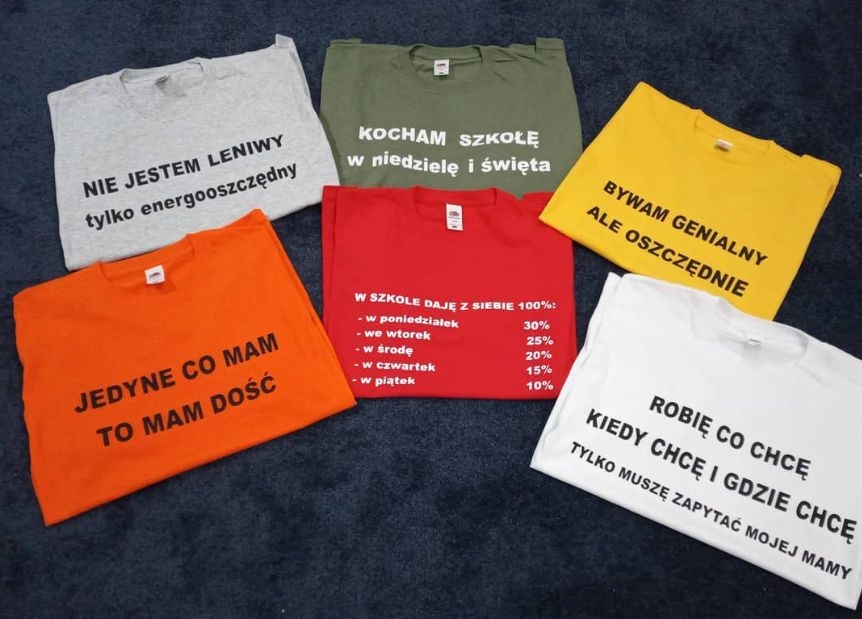 NIE JESTEM LENIWY
tylko energooszczędny
KOCHAM SZKOŁĘ
w niedzielę i święta
BYWAM GENIALNY
ALE OSZCZĘDNIE
JEDYNE CO MAM
TO MAM DOŚĆ
W SZKOLE DAJĘ Z SIEBIE 100%:
- w poniedziałek 30%
- we wtorek 25%
- w środę 20%
- w czwartek 15%
- w piątek 10%
ROBIĘ CO CHCĘ
KIEDY CHCĘ I GDZIE CHCĘ
TYLKO MUSZĘ ZAPYTAĆ MOJEJ MAMY